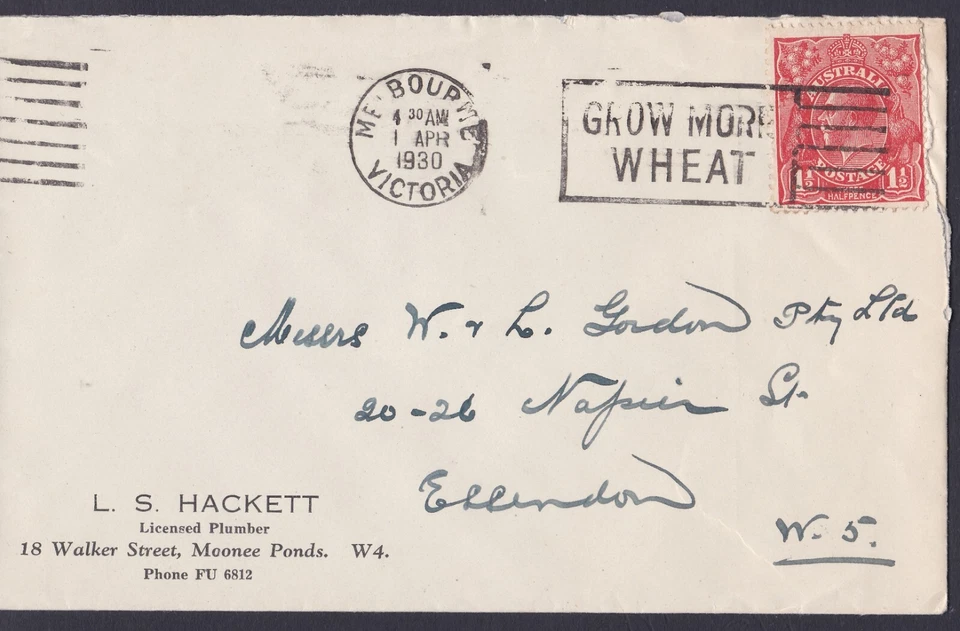 MELBOURNE
4 30 AM
1 APR
1930
VICTORIA
GROW MORE
WHEAT
AUSTRALIA
POSTAGE
1½ 1½
HALFPENCE
Messrs W. & L. Gordon Pty Ltd
20-26 Napier St.
Essendon
W. 5.
L. S. HACKETT
Licensed Plumber
18 Walker Street, Moonee Ponds. W4.
Phone FU 6812